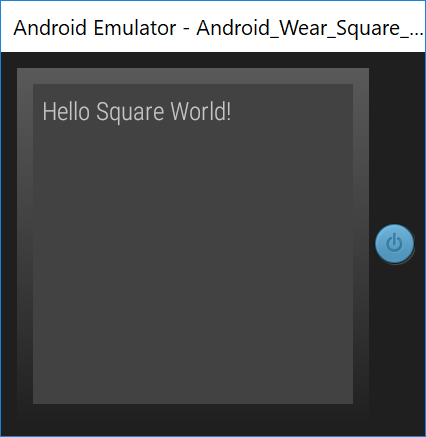 Android Emulator - Android_Wear_Square_...
Hello Square World!